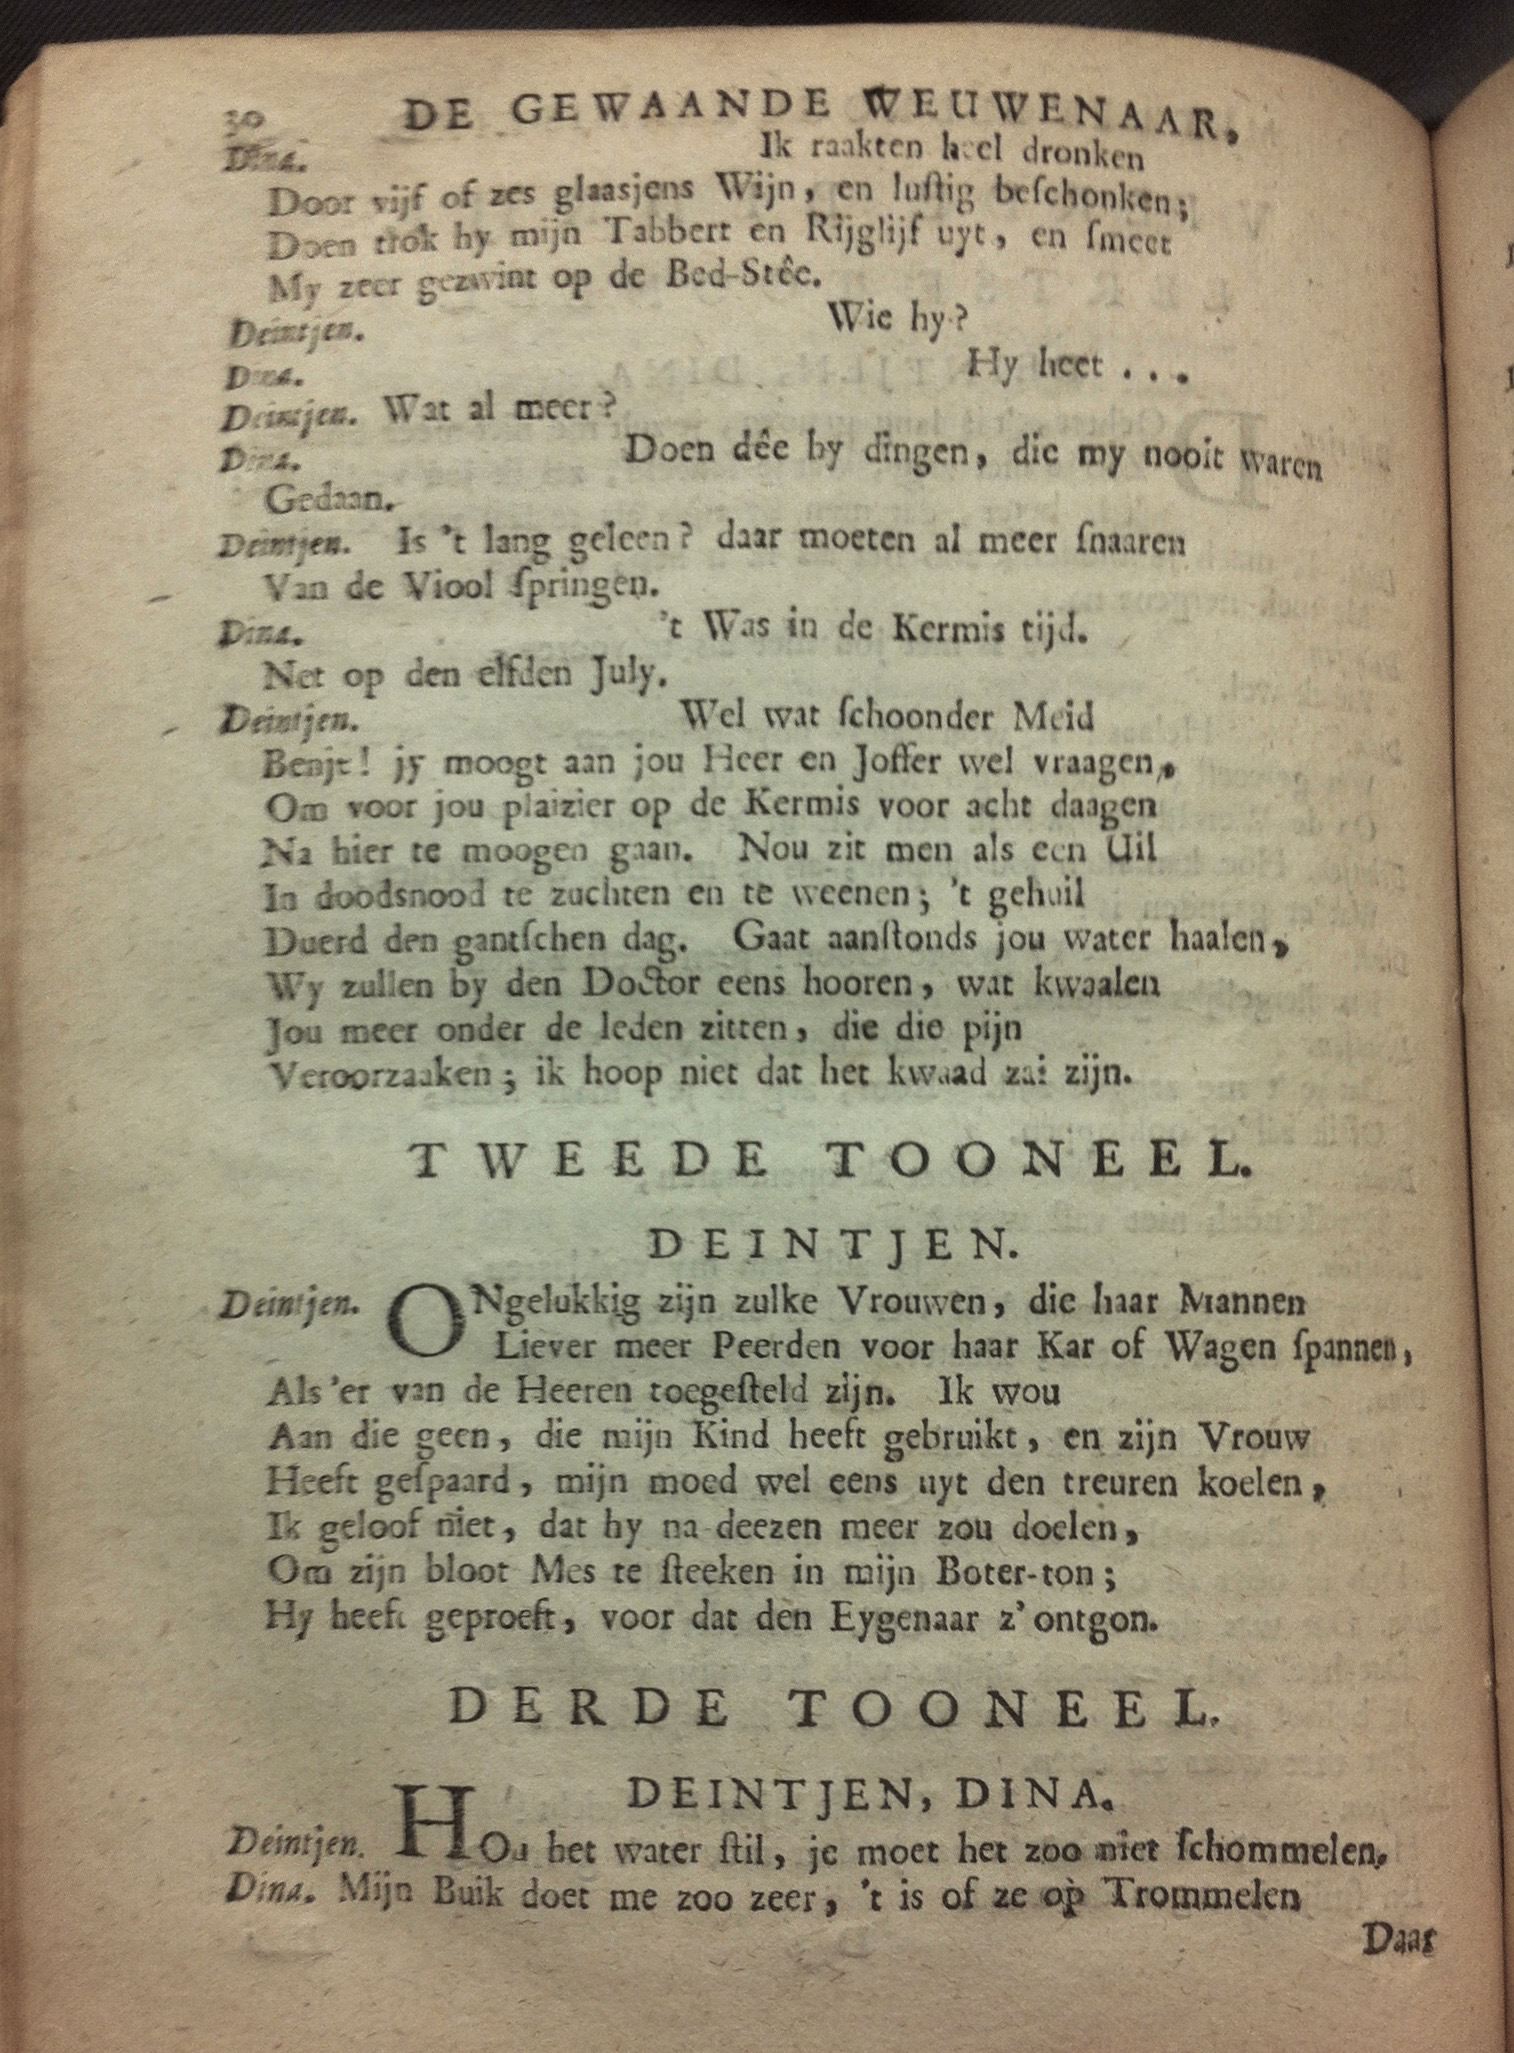 30 DE GEWAANDE WEUWENAAR,
Dina. Ik raakten heel dronken
Door vijf of zes glaasjens Wijn, en luſtig beſchonken;
Doen trok hy mijn Tabbert en Rijglijf uyt, en ſmeet
My zeer gezwint op de Bed-Stêe.
Deintjen. Wie hy?
Dina. Hy heet . . .
Deintjen. Wat al meer?
Dina. Doen dêe hy dingen, die my nooit waren
Gedaan.
Deintjen. Is 't lang geleen? daar moeten al meer ſnaaren
Van de Viool ſpringen.
Dina. 't Was in de Kermis tijd.
Net op den elfden July.
Deintjen. Wel wat ſchoonder Meid
Benje! jy moogt aan jou Heer en Joffer wel vraagen,
Om voor jou plaizier op de Kermis voor acht daagen
Na hier te moogen gaan. Nou zit men als een Uil
In doodsnood te zuchten en te weenen; 't gehuil
Duerd den gantſchen dag. Gaat aanſtonds jou water haalen,
Wy zullen by den Doctor eens hooren, wat kwaalen
Jou meer onder de leden zitten, die die pijn
Veroorzaaken; ik hoop niet dat het kwaad zal zijn.
TWEEDE TOONEEL.
DEINTJEN.
Deintjen. ONgelukkig zijn zulke Vrouwen, die haar Mannen
Liever meer Peerden voor haar Kar of Wagen ſpannen,
Als 'er van de Heeren toegeſteld zijn. Ik wou
Aan die geen, die mijn Kind heeft gebruikt, en zijn Vrouw
Heeft geſpaard, mijn moed wel eens uyt den treuren koelen,
Ik geloof niet, dat hy na deezen meer zou doelen,
Om zijn bloot Mes te ſteeken in mijn Boter-ton;
Hy heeft geproeft, voor dat den Eygenaar z' ontgon.
DERDE TOONEEL.
DEINTJEN, DINA.
Deintjen. HOu het water ſtil, je moet het zoo niet ſchommelen,
Dina. Mijn Buik doet me zoo zeer, 't is of ze op Trommelen
Daar